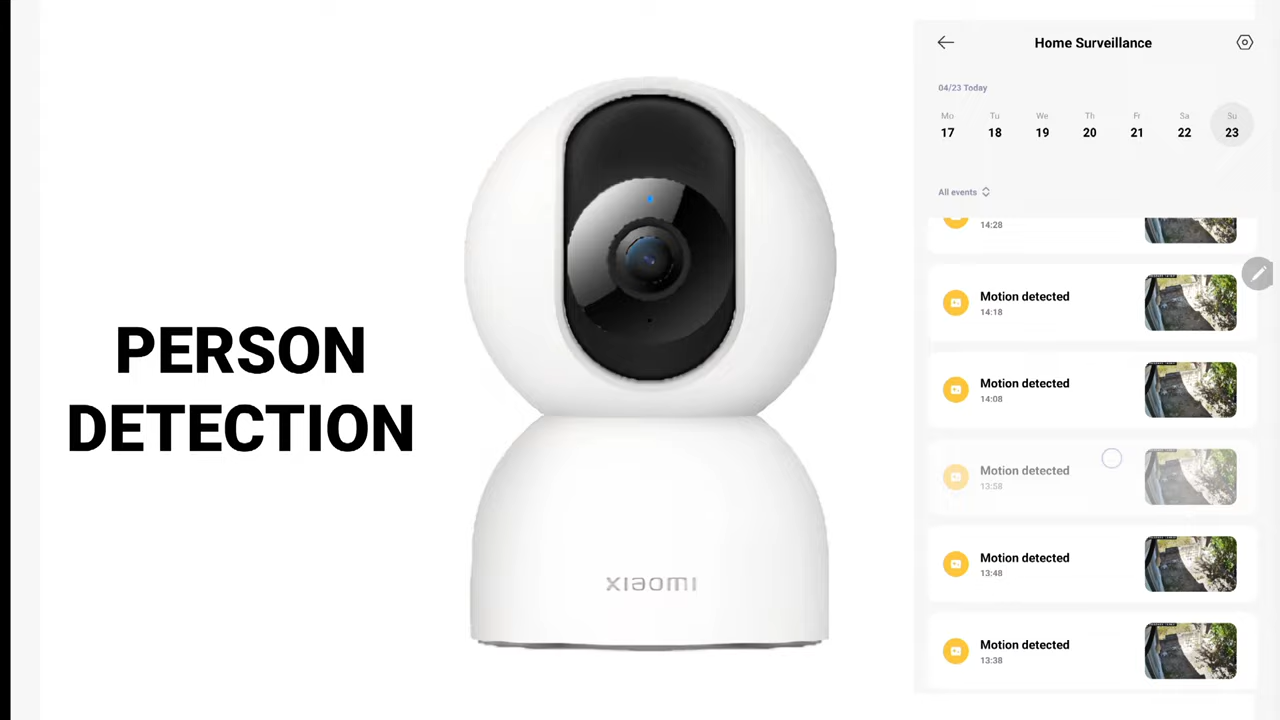 PERSON
DETECTION
xiaomi
Home Surveillance
04/23 Today
Mo Tu We Th Fr Sa Su
17 18 19 20 21 22 23
All events
14:28
Motion detected
14:18
Motion detected
14:08
Motion detected
13:58
Motion detected
13:48
Motion detected
13:38